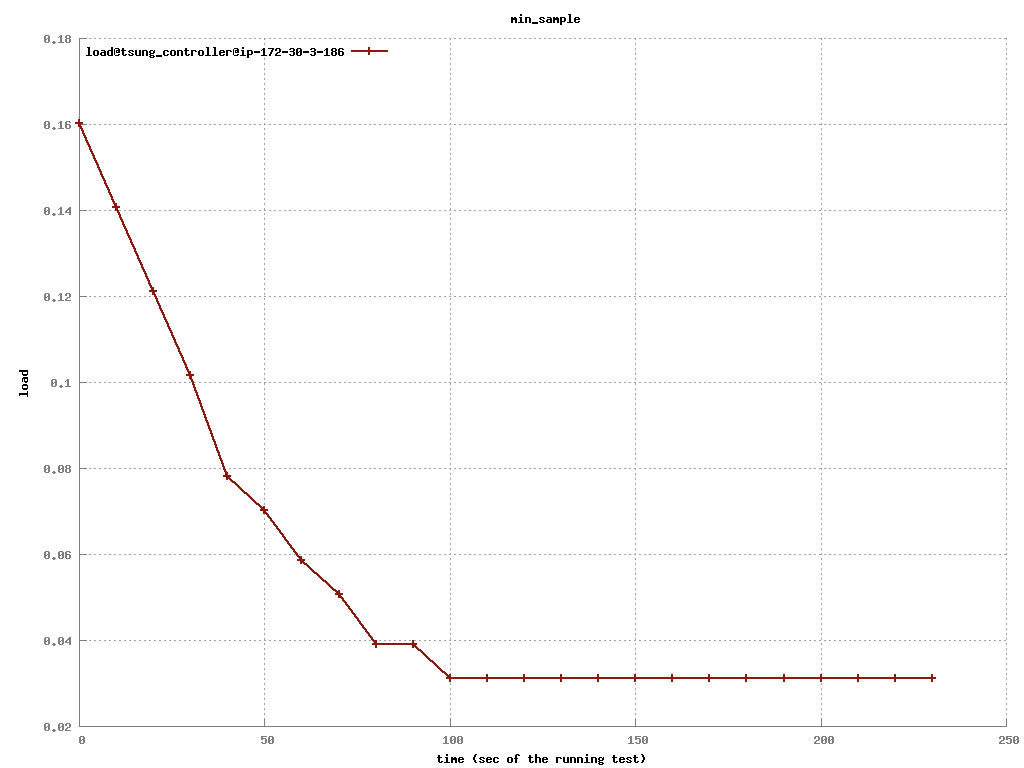 min_sample
load@tsung_controller@ip-172-30-3-186
0.18
0.16
0.14
0.12
0.1
0.08
0.06
0.04
0.02
load
0 50 100 150 200 250
time (sec of the running test)